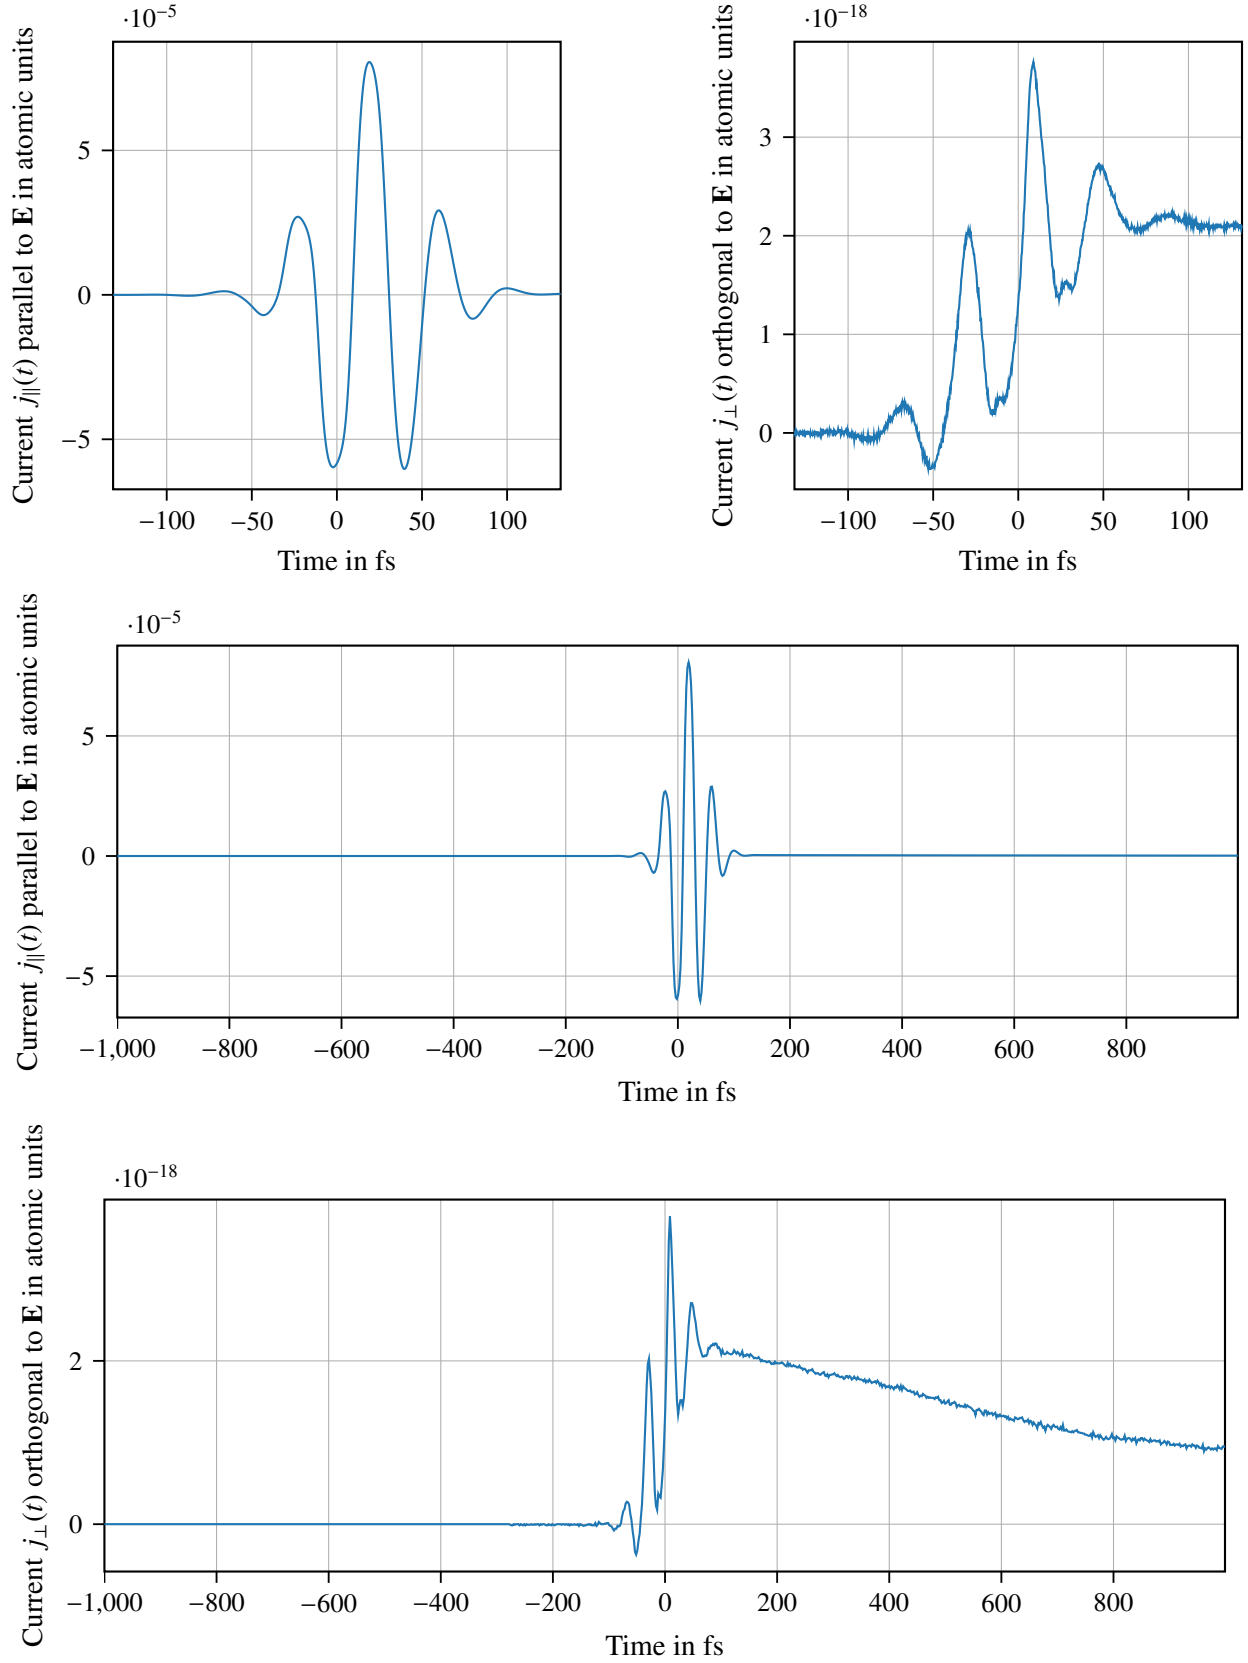 ·10−5
Current j∥(t) parallel to E in atomic units
5
0
−5
−100 −50 0 50 100
Time in fs
·10−18
Current j⊥(t) orthogonal to E in atomic units
3
2
1
0
−100 −50 0 50 100
Time in fs
·10−5
Current j∥(t) parallel to E in atomic units
5
0
−5
−1,000 −800 −600 −400 −200 0 200 400 600 800
Time in fs
·10−18
Current j⊥(t) orthogonal to E in atomic units
2
0
−1,000 −800 −600 −400 −200 0 200 400 600 800
Time in fs